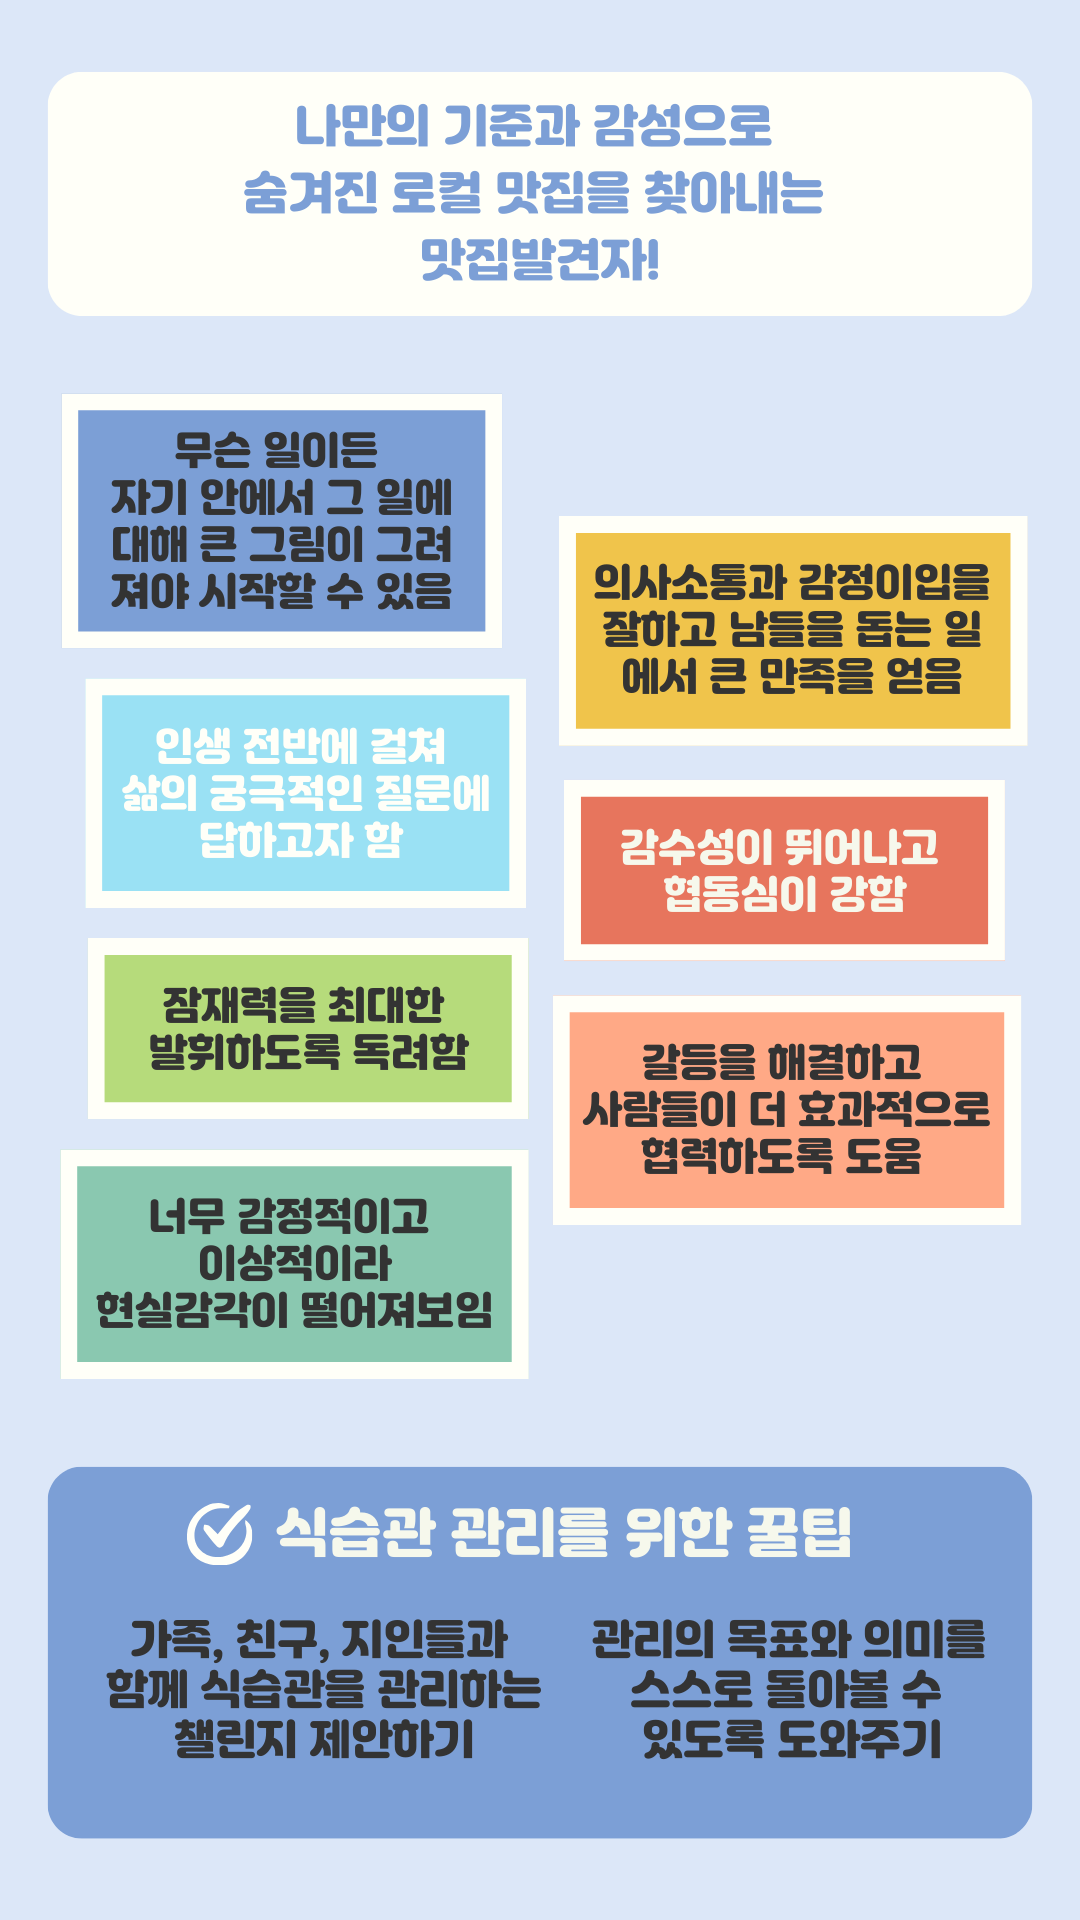 나만의 기준과 감성으로
숨겨진 로컬 맛집을 찾아내는
맛집발견자!
무슨 일이든
자기 안에서 그 일에
대해 큰 그림이 그려
져야 시작할 수 있음
의사소통과 감정이입을
잘하고 남들을 돕는 일
에서 큰 만족을 얻음
인생 전반에 걸쳐
삶의 궁극적인 질문에
답하고자 함
감수성이 뛰어나고
협동심이 강함
잠재력을 최대한
발휘하도록 독려함
갈등을 해결하고
사람들이 더 효과적으로
협력하도록 도움
너무 감정적이고
이상적이라
현실감각이 떨어져보임
식습관 관리를 위한 꿀팁
가족, 친구, 지인들과
함께 식습관을 관리하는
챌린지 제안하기
관리의 목표와 의미를
스스로 돌아볼 수
있도록 도와주기